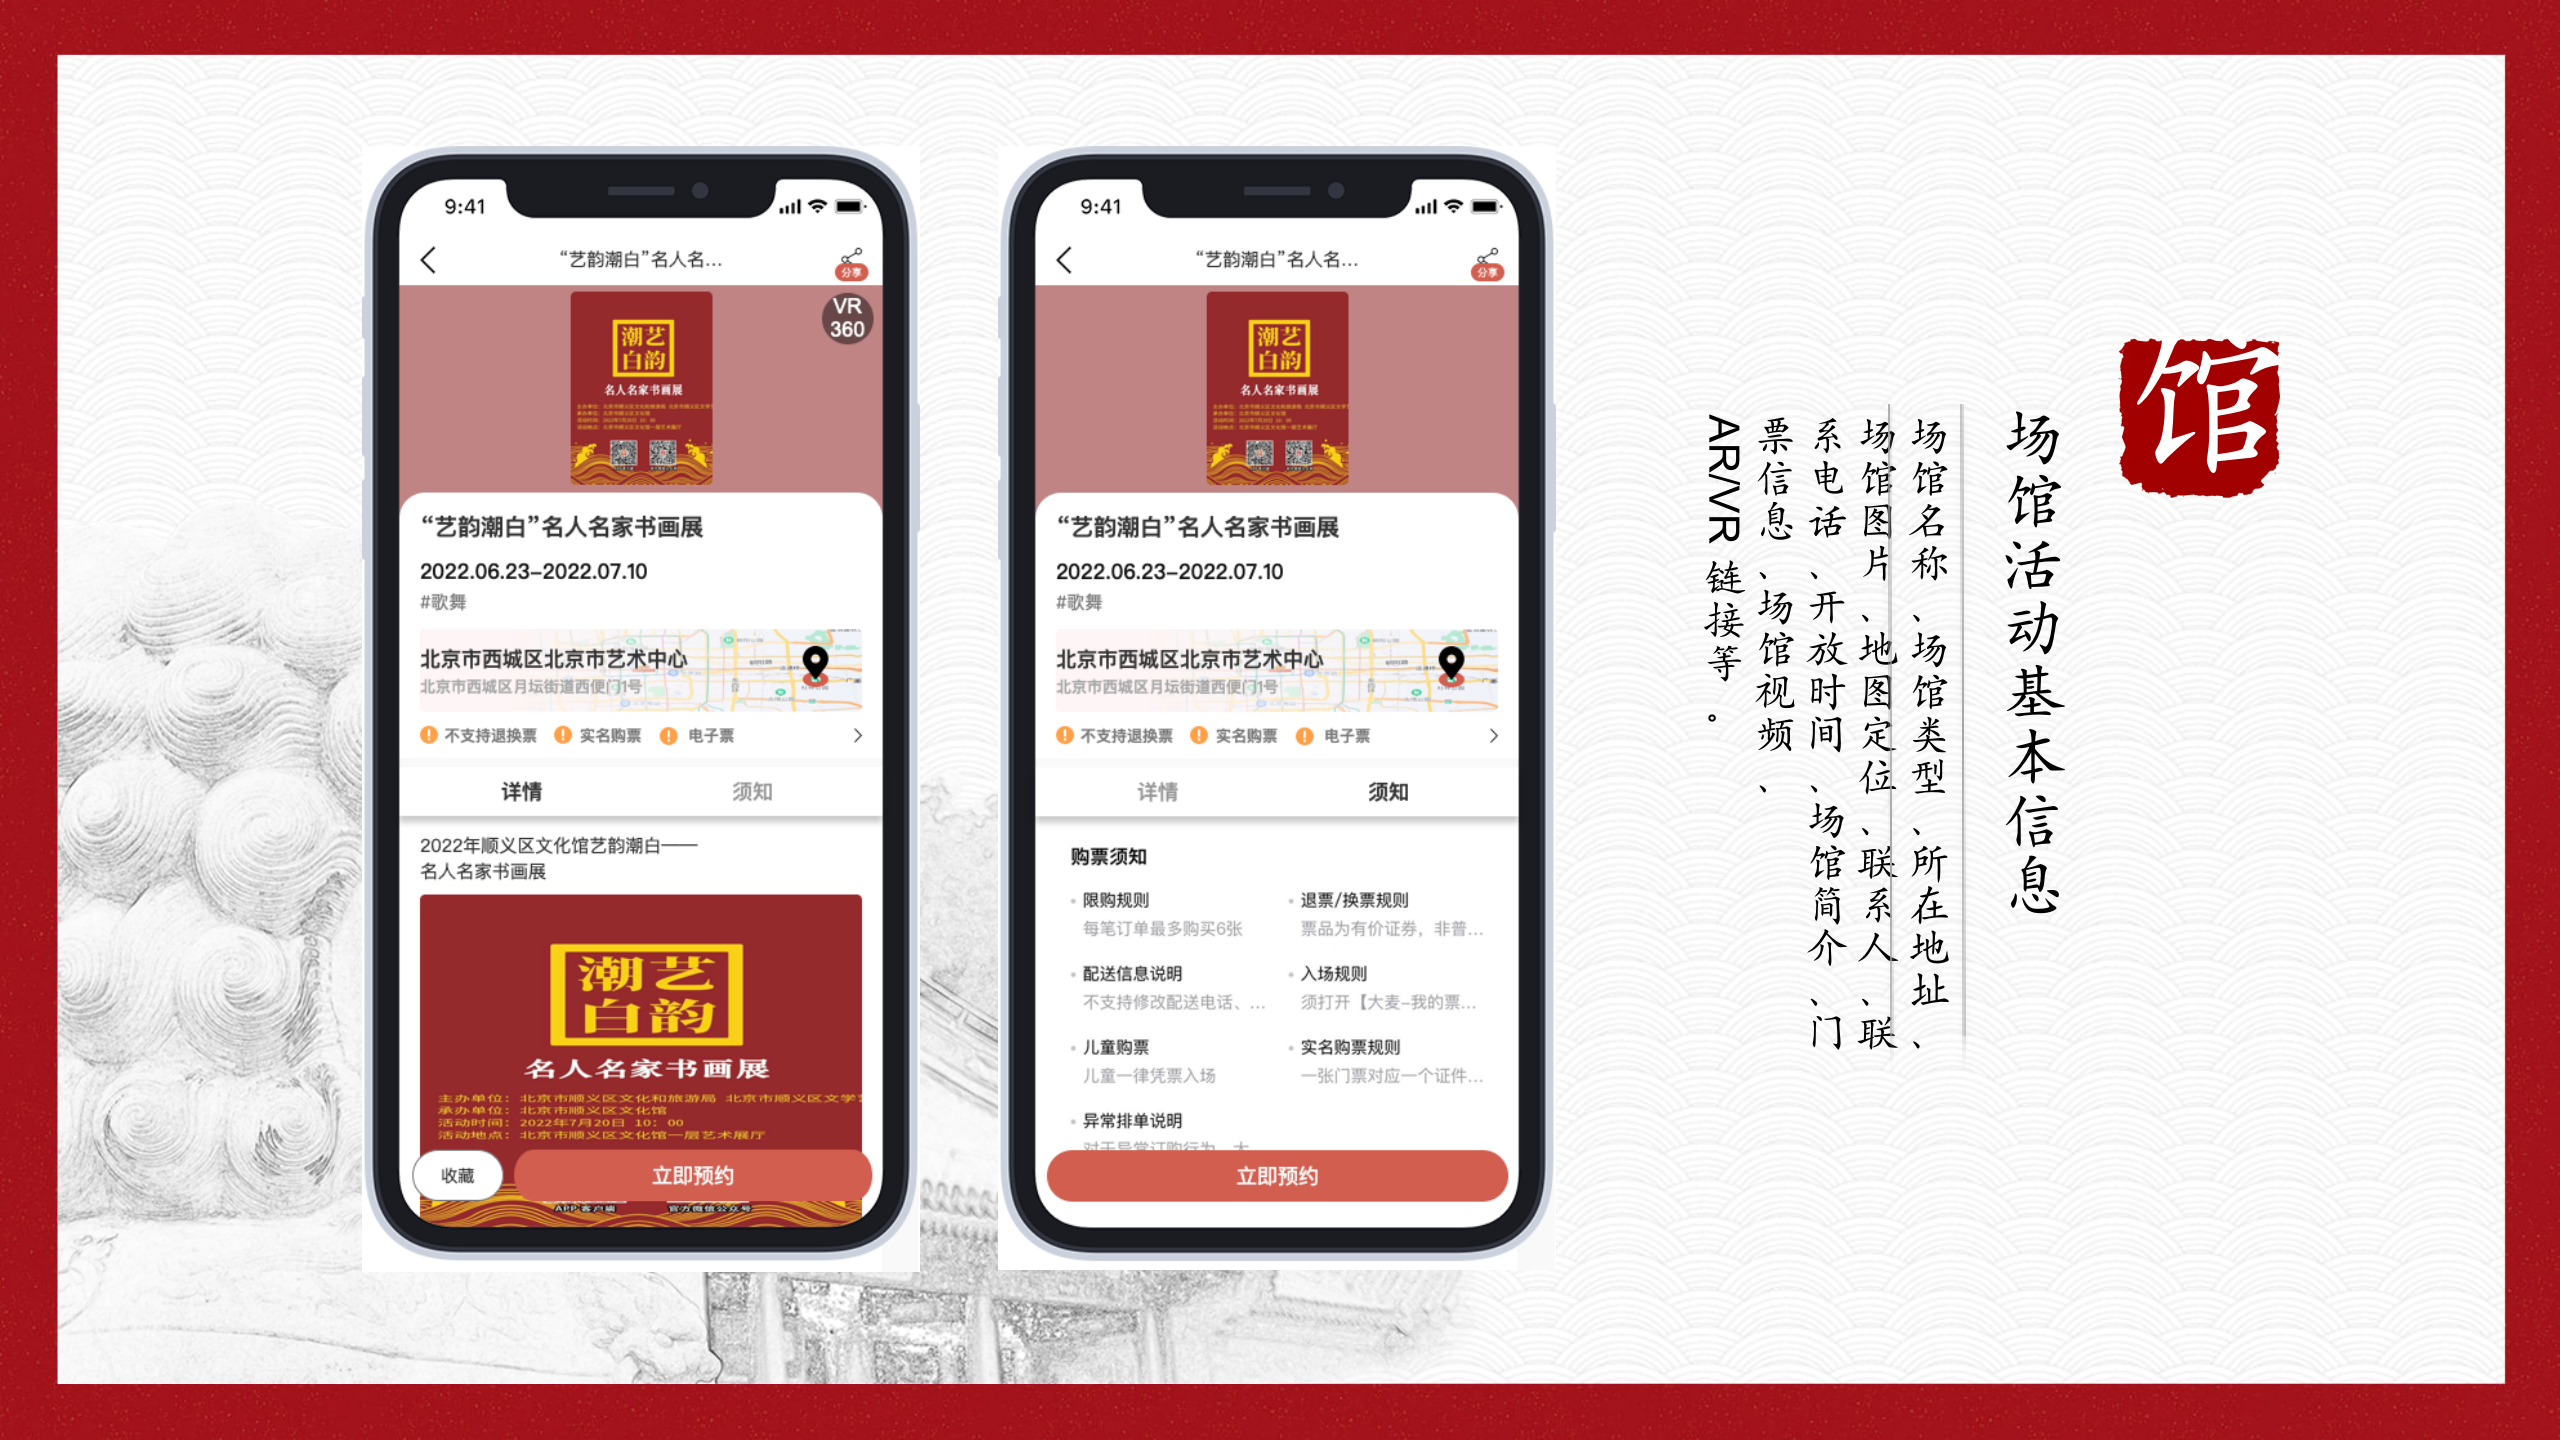 9:41
“艺韵潮白”名人名...
分享
VR
360
潮艺
白韵
名人名家书画展
“艺韵潮白”名人名家书画展
2022.06.23-2022.07.10
#歌舞
北京市西城区北京市艺术中心
北京市西城区月坛街道西便门1号
不支持退换票 实名购票 电子票
详情 须知
2022年顺义区文化馆艺韵潮白——
名人名家书画展
潮艺
白韵
名人名家书画展
主办单位：北京市顺义区文化和旅游局 北京市顺义区文学
承办单位：北京市顺义区文化馆
活动时间：2022年7月20日 10：00
活动地点：北京市顺义区文化馆一层艺术展厅
收藏 立即预约
APP客户端 官方微信公众号
9:41
“艺韵潮白”名人名...
分享
潮艺
白韵
名人名家书画展
“艺韵潮白”名人名家书画展
2022.06.23-2022.07.10
#歌舞
北京市西城区北京市艺术中心
北京市西城区月坛街道西便门1号
不支持退换票 实名购票 电子票
详情 须知
购票须知
限购规则 退票/换票规则
每笔订单最多购买6张 票品为有价证券，非普...
配送信息说明 入场规则
不支持修改配送电话、... 须打开【大麦-我的票...
儿童购票 实名购票规则
儿童一律凭票入场 一张门票对应一个证件...
异常排单说明
立即预约
馆
场馆活动基本信息
场馆名称、场馆类型、所在地址、
场馆图片、地图定位、联系人、联
系电话、开放时间、场馆简介、门
票信息、场馆视频、
AR/VR 链接等。